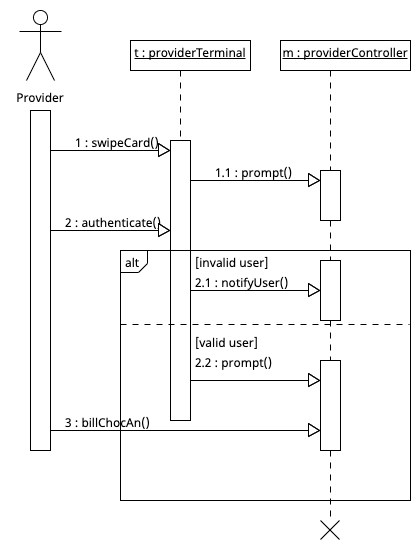 t : providerTerminal
m : providerController
Provider
1 : swipeCard()
1.1 : prompt()
2 : authenticate()
alt
[invalid user]
2.1 : notifyUser()
[valid user]
2.2 : prompt()
3 : billChocAn()